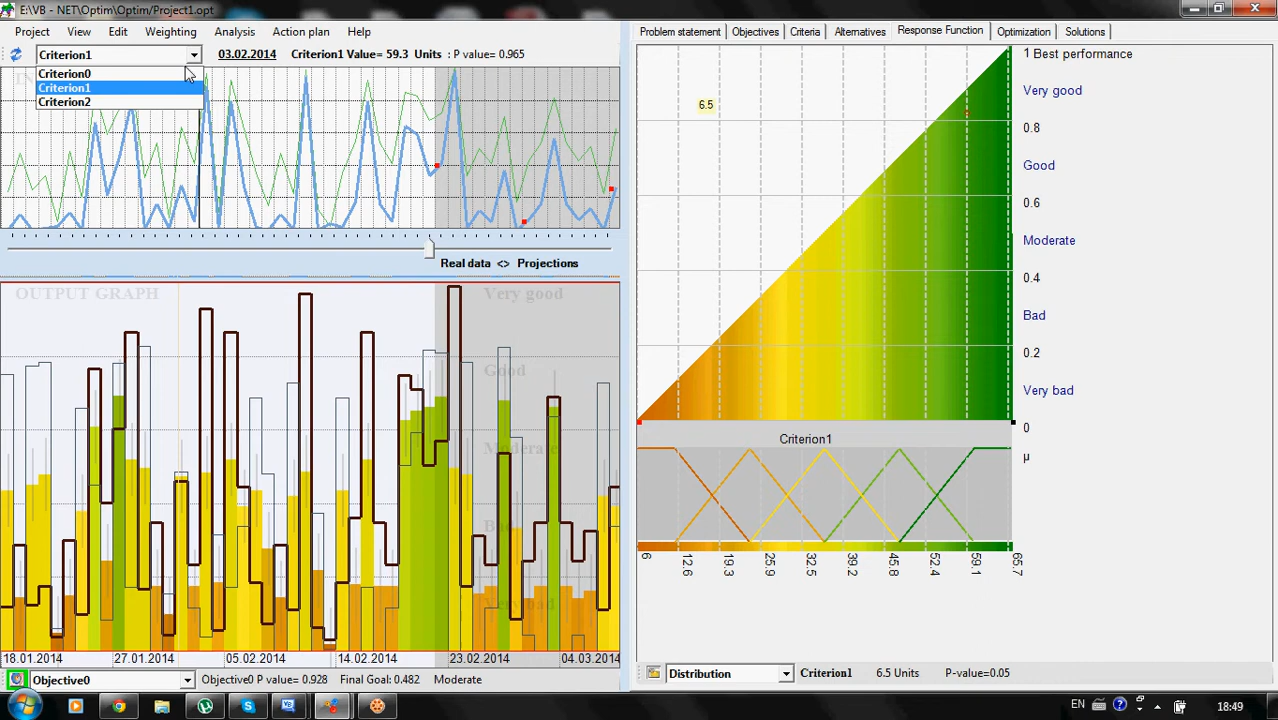 E:\VB - NET\Optim\Optim/Project1.opt
Project View Edit Weighting Analysis Action plan Help
Criterion1 03.02.2014 Criterion1 Value= 59.3 Units : P value= 0.965
Criterion0
Criterion1
Criterion2
Real data <> Projections
OUTPUT GRAPH
Very good
Good
Moderate
Bad
Very bad
18.01.2014 27.01.2014 05.02.2014 14.02.2014 23.02.2014 04.03.2014
Objective0 Objective0 P value= 0.928 Final Goal: 0.482 Moderate
Problem statement Objectives Criteria Alternatives Response Function Optimization Solutions
6.5
1 Best performance
Very good
0.8
Good
0.6
Moderate
0.4
Bad
0.2
Very bad
0
Criterion1
µ
6 12.6 19.3 25.9 32.5 39.2 45.8 52.4 59.1 65.7
Distribution Criterion1 6.5 Units P-value=0.05
EN 18:49